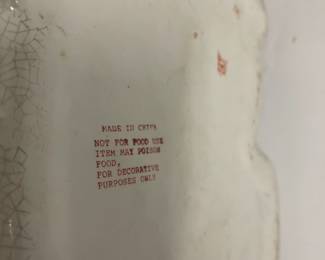 MADE IN CHINA
NOT FOR FOOD USE
ITEM MAY POISON
FOOD,
FOR DECORATIVE
PURPOSES ONLY